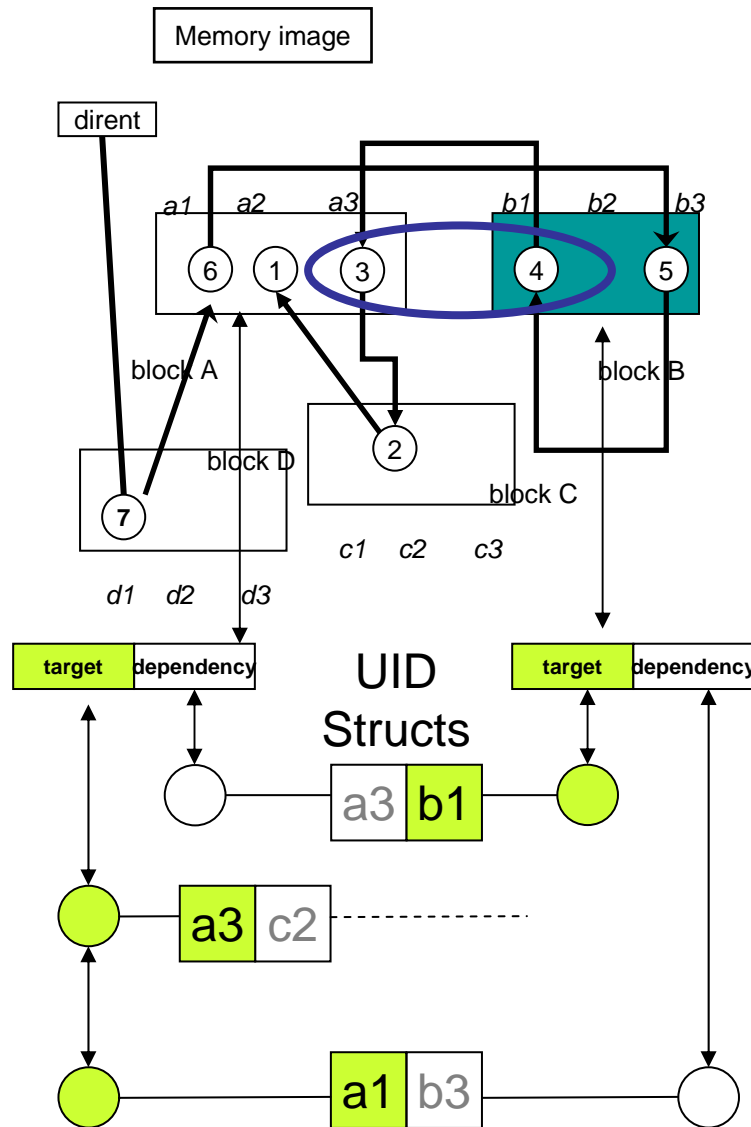 Memory image
dirent
a1 a2 a3 b1 b2 b3
6 1 3 4 5
block A block B
2
block D
block C
7
c1 c2 c3
d1 d2 d3
target dependency
UID
Structs
target dependency
a3 b1
a3 c2
a1 b3